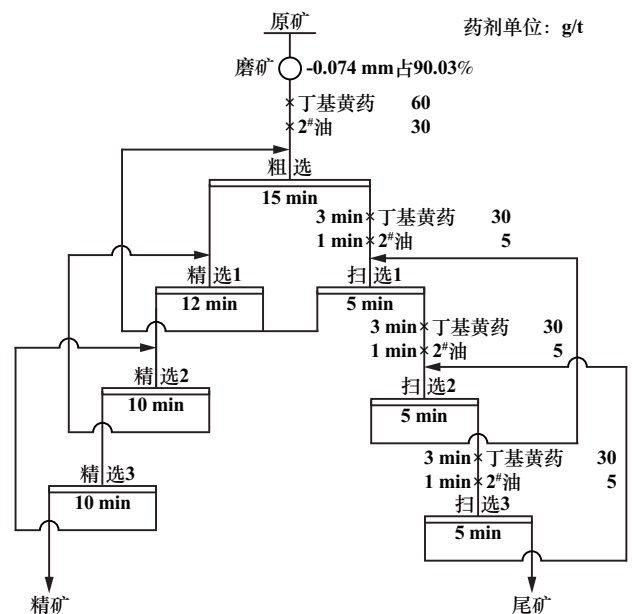 原矿
药剂单位：g/t
磨矿 -0.074 mm占90.03%
丁基黄药 60
2#油 30
粗选
15 min
3 min 丁基黄药 30
1 min 2#油 5
精选1
扫选1
12 min
5 min
3 min 丁基黄药 30
1 min 2#油 5
精选2
扫选2
10 min
5 min
3 min 丁基黄药 30
1 min 2#油 5
精选3
扫选3
10 min
5 min
精矿
尾矿